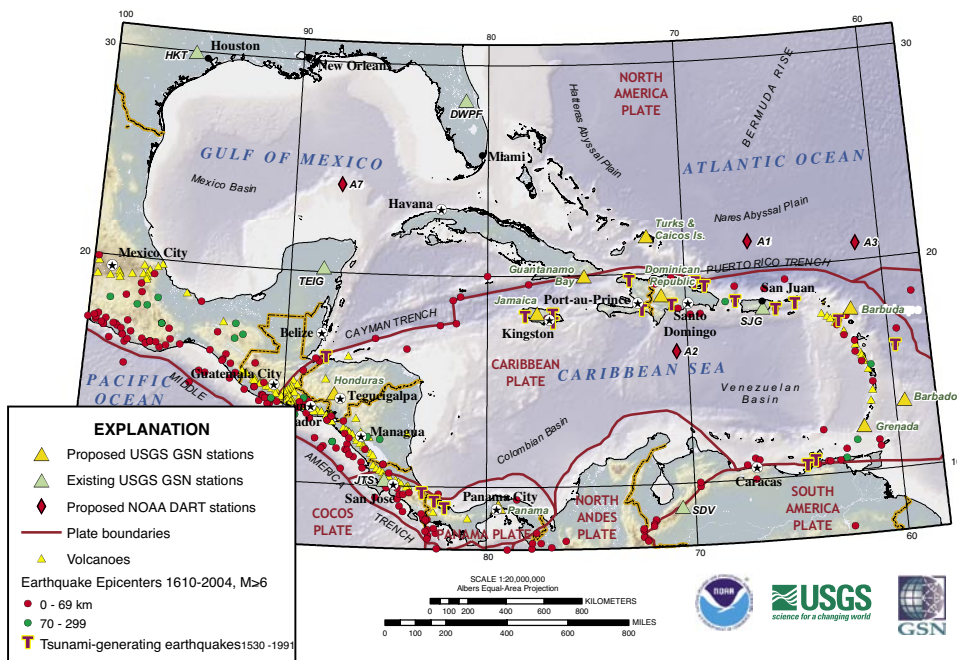 100
90
80
70
60
30
HKT
Houston
New Orleans
DWPF
NORTH
AMERICA
PLATE
Hatteras Abyssal Plain
BERMUDA RISE
30
GULF OF MEXICO
Mexico Basin
A7
Miami
ATLANTIC OCEAN
Havana
Nares Abyssal Plain
Turks &
Caicos Is.
A1
A3
20
Mexico City
TEIG
Guantanamo
Bay
Dominican
Republic
PUERTO RICO TRENCH
20
San Juan
Jamaica
Port-au-Prince
Santo
Domingo
SJG
Barbuda
Belize
CAYMAN TRENCH
Kingston
A2
CARIBBEAN
PLATE
CARIBBEAN SEA
Guatemala City
PACIFIC
OCEAN
MIDDLE
AMERICA
TRENCH
Honduras
Tegucigalpa
Venezuelan
Basin
Barbados
Managua
Colombian Basin
Grenada
JTS
San Jose
Panama City
Panama
Caracas
10
COCOS
PLATE
PANAMA PLATE
NORTH
ANDES
PLATE
SDV
SOUTH
AMERICA
PLATE
80
70
60
EXPLANATION
Proposed USGS GSN stations
Existing USGS GSN stations
Proposed NOAA DART stations
Plate boundaries
Volcanoes
Earthquake Epicenters 1610-2004, M≥6
0 - 69 km
70 - 299
T Tsunami-generating earthquakes 1530 -1991
SCALE 1:20,000,000
Albers Equal-Area Projection
0 200 400 600 800 KILOMETERS
0 200 400 600 800 MILES
NOAA
USGS
science for a changing world
GSN